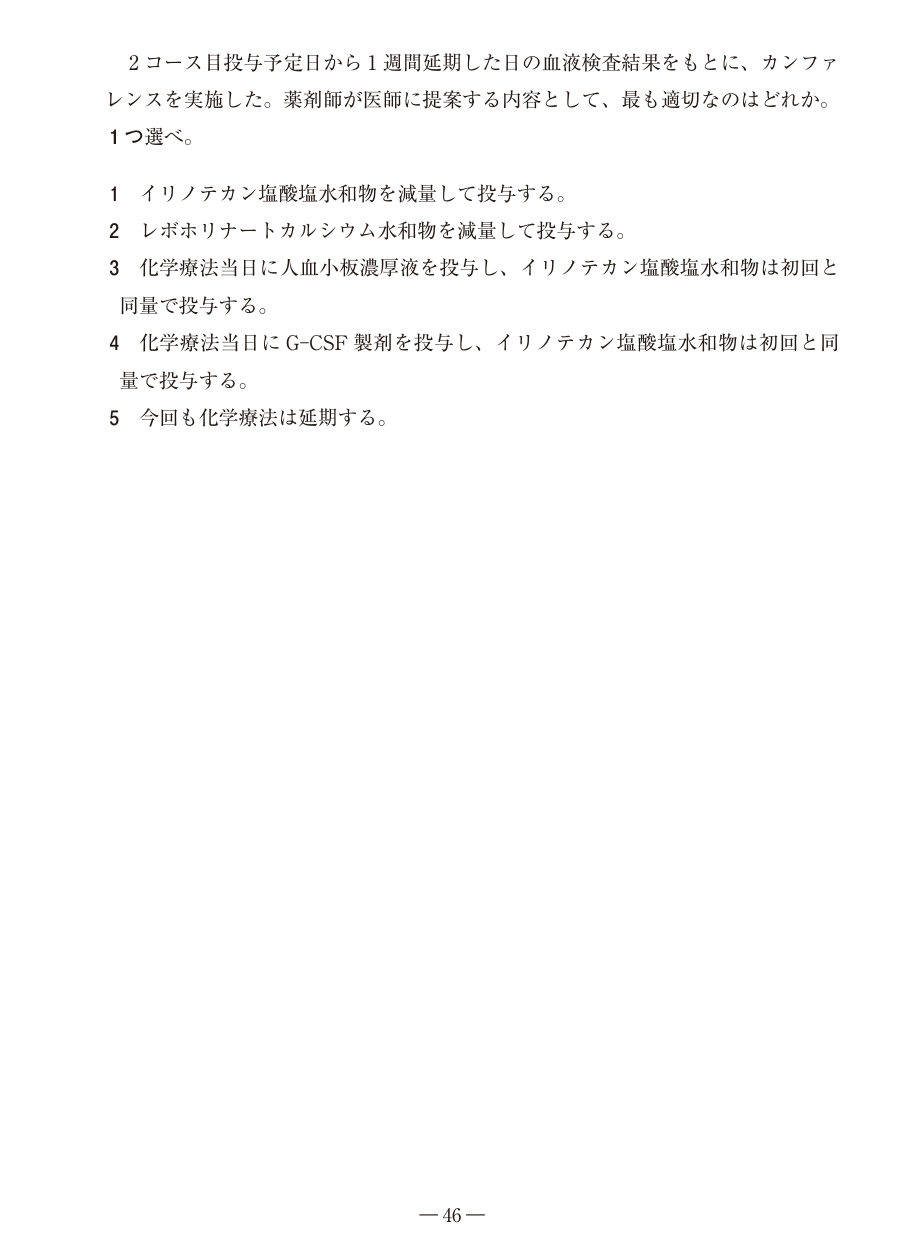 2コース目投与予定日から1週間延期した日の血液検査結果をもとに、カンファ
レンスを実施した。薬剤師が医師に提案する内容として、最も適切なのはどれか。
1つ選べ。
1 イリノテカン塩酸塩水和物を減量して投与する。
2 レボホリナートカルシウム水和物を減量して投与する。
3 化学療法当日に人血小板濃厚液を投与し、イリノテカン塩酸塩水和物は初回と
同量で投与する。
4 化学療法当日に G-CSF 製剤を投与し、イリノテカン塩酸塩水和物は初回と同
量で投与する。
5 今回も化学療法は延期する。
— 46 —